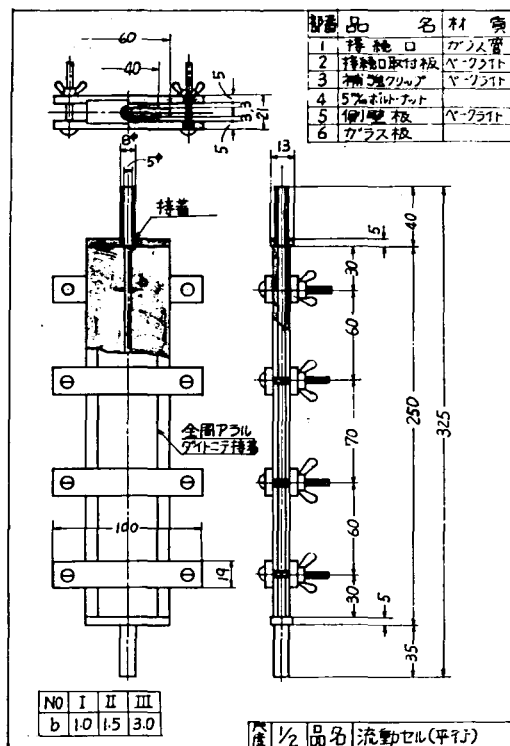 部番 品 名 材 質
1 接続口 ガラス管
2 接続口取付板 ベークライト
3 補強クリップ ベークライト
4 5㎜ボルトナット
5 側壁板 ベークライト
6 ガラス板
60
40
5
3
3
21
5
8φ
5φ
接着
b
全周アラル
ダイトニテ接着
100
19
13
5
40
30
60
70
60
30
250
325
5
35
NO I II III
b 1.0 1.5 3.0
尺度 1/2 品名 流動セル(平行)